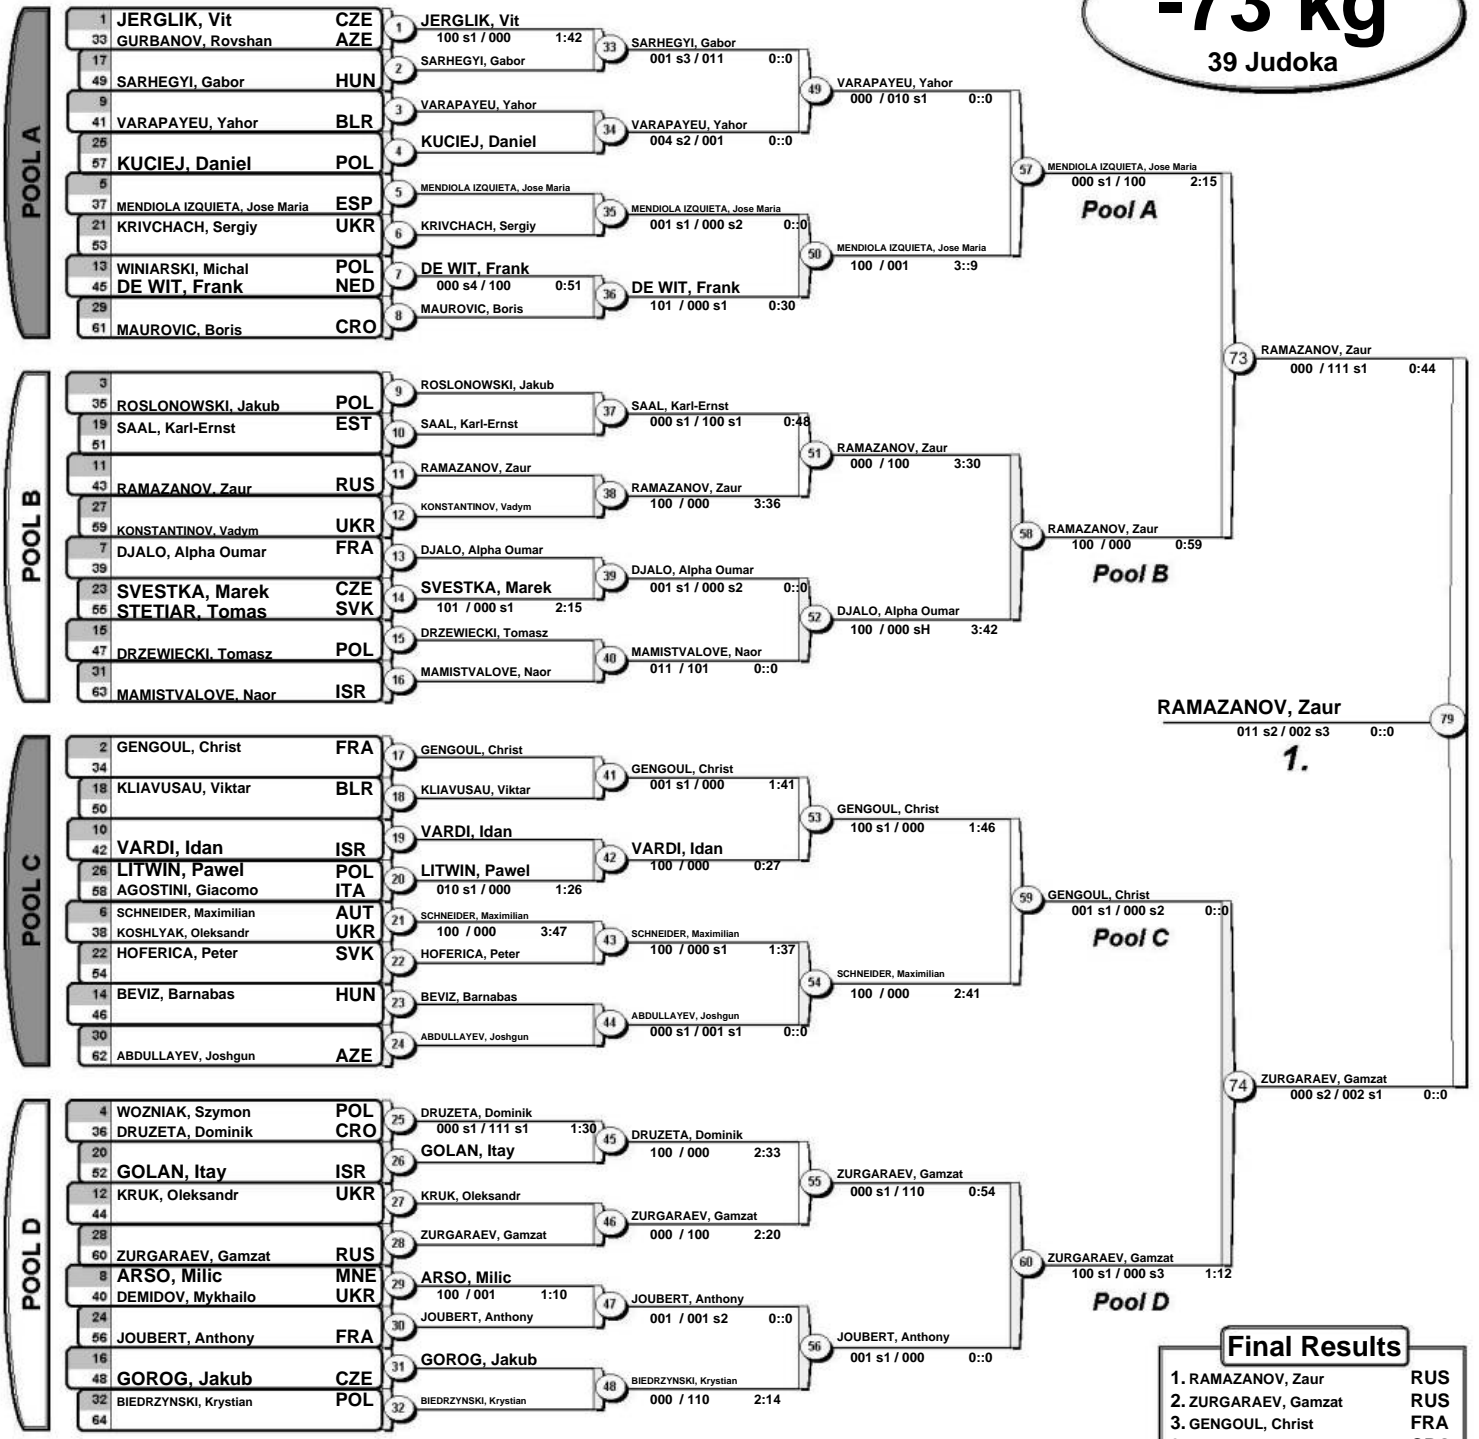 -73 kg
39 Judoka
POOL A
1 JERGLIK, Vit CZE
33 GURBANOV, Rovshan AZE
17
49 SARHEGYI, Gabor HUN
9
41 VARAPAYEU, Yahor BLR
25
57 KUCIEJ, Daniel POL
5
37 MENDIOLA IZQUIETA, Jose Maria ESP
21 KRIVCHACH, Sergiy UKR
53
13 WINIARSKI, Michal POL
45 DE WIT, Frank NED
29
61 MAUROVIC, Boris CRO
1 JERGLIK, Vit
100 s1 / 000 1:42
2 SARHEGYI, Gabor
3 VARAPAYEU, Yahor
4 KUCIEJ, Daniel
5 MENDIOLA IZQUIETA, Jose Maria
6 KRIVCHACH, Sergiy
7 DE WIT, Frank
000 s4 / 100 0:51
8 MAUROVIC, Boris
33 SARHEGYI, Gabor
001 s3 / 011 0::0
34 VARAPAYEU, Yahor
004 s2 / 001 0::0
35 MENDIOLA IZQUIETA, Jose Maria
001 s1 / 000 s2 0::0
36 DE WIT, Frank
101 / 000 s1 0:30
49 VARAPAYEU, Yahor
000 / 010 s1 0::0
50 MENDIOLA IZQUIETA, Jose Maria
100 / 001 3::9
57 MENDIOLA IZQUIETA, Jose Maria
000 s1 / 100 2:15
Pool A
POOL B
3
35 ROSLONOWSKI, Jakub POL
19 SAAL, Karl-Ernst EST
51
11
43 RAMAZANOV, Zaur RUS
27
59 KONSTANTINOV, Vadym UKR
7 DJALO, Alpha Oumar FRA
39
23 SVESTKA, Marek CZE
55 STETIAR, Tomas SVK
15
47 DRZEWIECKI, Tomasz POL
31
63 MAMISTVALOVE, Naor ISR
9 ROSLONOWSKI, Jakub
10 SAAL, Karl-Ernst
11 RAMAZANOV, Zaur
12 KONSTANTINOV, Vadym
13 DJALO, Alpha Oumar
14 SVESTKA, Marek
101 / 000 s1 2:15
15 DRZEWIECKI, Tomasz
16 MAMISTVALOVE, Naor
37 SAAL, Karl-Ernst
000 s1 / 100 s1 0:48
38 RAMAZANOV, Zaur
100 / 000 3:36
39 DJALO, Alpha Oumar
001 s1 / 000 s2 0::0
40 MAMISTVALOVE, Naor
011 / 101 0::0
51 RAMAZANOV, Zaur
000 / 100 3:30
52 DJALO, Alpha Oumar
100 / 000 sH 3:42
58 RAMAZANOV, Zaur
100 / 000 0:59
Pool B
73 RAMAZANOV, Zaur
000 / 111 s1 0:44
RAMAZANOV, Zaur 79
011 s2 / 002 s3 0::0
1.
POOL C
2 GENGOUL, Christ FRA
34
18 KLIAVUSAU, Viktar BLR
50
10
42 VARDI, Idan ISR
26 LITWIN, Pawel POL
58 AGOSTINI, Giacomo ITA
6 SCHNEIDER, Maximilian AUT
38 KOSHLYAK, Oleksandr UKR
22 HOFERICA, Peter SVK
54
14 BEVIZ, Barnabas HUN
46
30
62 ABDULLAYEV, Joshgun AZE
17 GENGOUL, Christ
18 KLIAVUSAU, Viktar
19 VARDI, Idan
20 LITWIN, Pawel
010 s1 / 000 1:26
21 SCHNEIDER, Maximilian
100 / 000 3:47
22 HOFERICA, Peter
23 BEVIZ, Barnabas
24 ABDULLAYEV, Joshgun
41 GENGOUL, Christ
001 s1 / 000 1:41
42 VARDI, Idan
100 / 000 0:27
43 SCHNEIDER, Maximilian
100 / 000 s1 1:37
44 ABDULLAYEV, Joshgun
000 s1 / 001 s1 0::0
53 GENGOUL, Christ
100 s1 / 000 1:46
54 SCHNEIDER, Maximilian
100 / 000 2:41
59 GENGOUL, Christ
001 s1 / 000 s2 0::0
Pool C
74 ZURGARAEV, Gamzat
000 s2 / 002 s1 0::0
POOL D
4 WOZNIAK, Szymon POL
36 DRUZETA, Dominik CRO
20
52 GOLAN, Itay ISR
12 KRUK, Oleksandr UKR
44
28
60 ZURGARAEV, Gamzat RUS
8 ARSO, Milic MNE
40 DEMIDOV, Mykhailo UKR
24
56 JOUBERT, Anthony FRA
16
48 GOROG, Jakub CZE
32 BIEDRZYNSKI, Krystian POL
64
25 DRUZETA, Dominik
000 s1 / 111 s1 1:30
26 GOLAN, Itay
27 KRUK, Oleksandr
28 ZURGARAEV, Gamzat
29 ARSO, Milic
100 / 001 1:10
30 JOUBERT, Anthony
31 GOROG, Jakub
32 BIEDRZYNSKI, Krystian
45 DRUZETA, Dominik
100 / 000 2:33
46 ZURGARAEV, Gamzat
000 / 100 2:20
47 JOUBERT, Anthony
001 / 001 s2 0::0
48 BIEDRZYNSKI, Krystian
000 / 110 2:14
55 ZURGARAEV, Gamzat
000 s1 / 110 0:54
56 JOUBERT, Anthony
001 s1 / 000 0::0
60 ZURGARAEV, Gamzat
100 s1 / 000 s3 1:12
Pool D
Final Results
1. RAMAZANOV, Zaur RUS
2. ZURGARAEV, Gamzat RUS
3. GENGOUL, Christ FRA